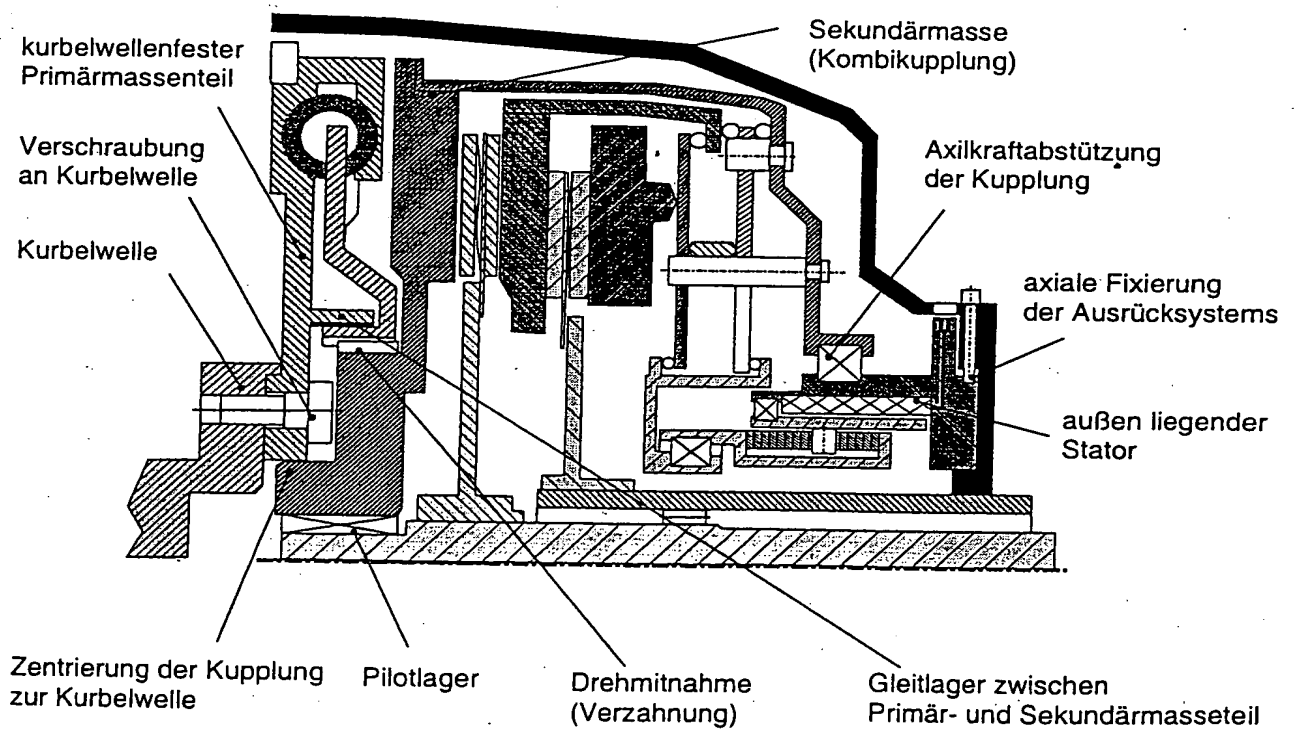 Sekundärmasse
(Kombikupplung)
kurbelwellenfester
Primärmassenteil
Verschraubung
an Kurbelwelle
Kurbelwelle
Axilkraftabstützung
der Kupplung
axiale Fixierung
der Ausrücksystems
außen liegender
Stator
Zentrierung der Kupplung
zur Kurbelwelle
Pilotlager
Drehmitnahme
(Verzahnung)
Gleitlager zwischen
Primär- und Sekundärmasseteil